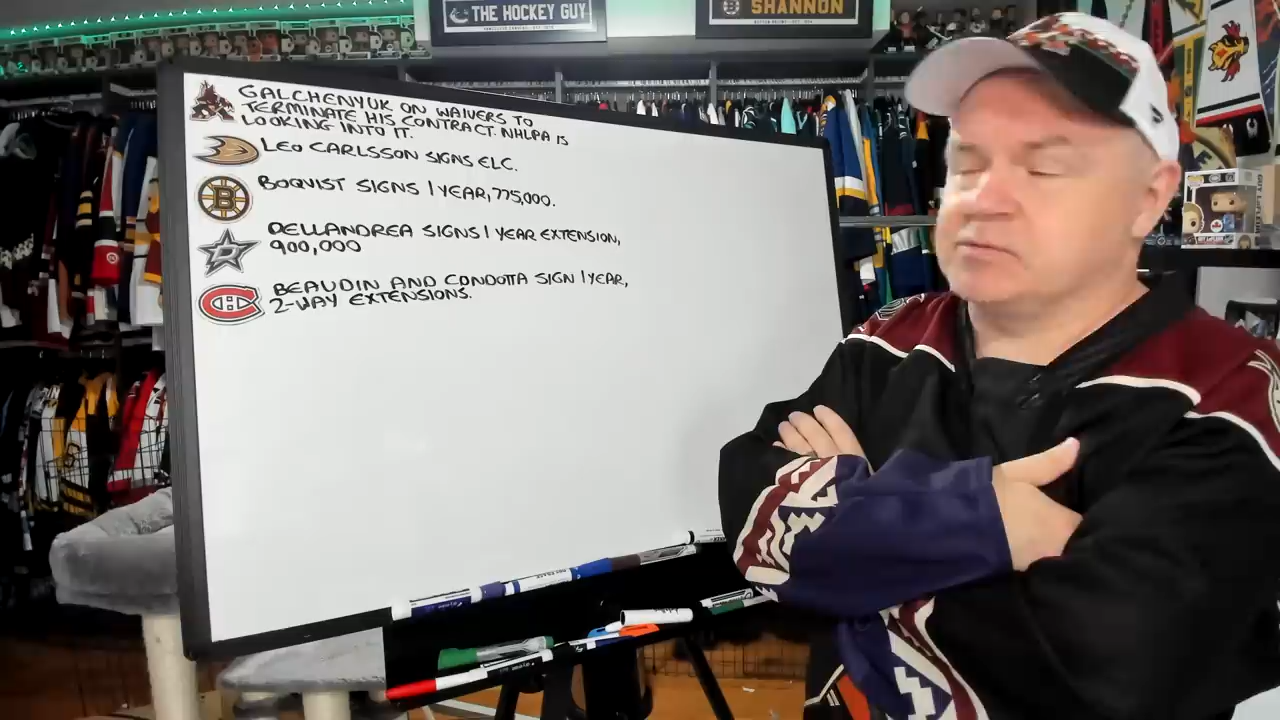 THE HOCKEY GUY
SHANNON
GALCHENYUK ON WAIVERS TO
TERMINATE HIS CONTRACT. NHLPA IS
LOOKING INTO IT.
LEO CARLSSON SIGNS ELC.
B
BOQVIST SIGNS 1 YEAR, 775,000.
DELLANDREA SIGNS 1 YEAR EXTENSION,
900,000
BEAUDIN AND CONDOTTA SIGN 1 YEAR,
2-WAY EXTENSIONS.